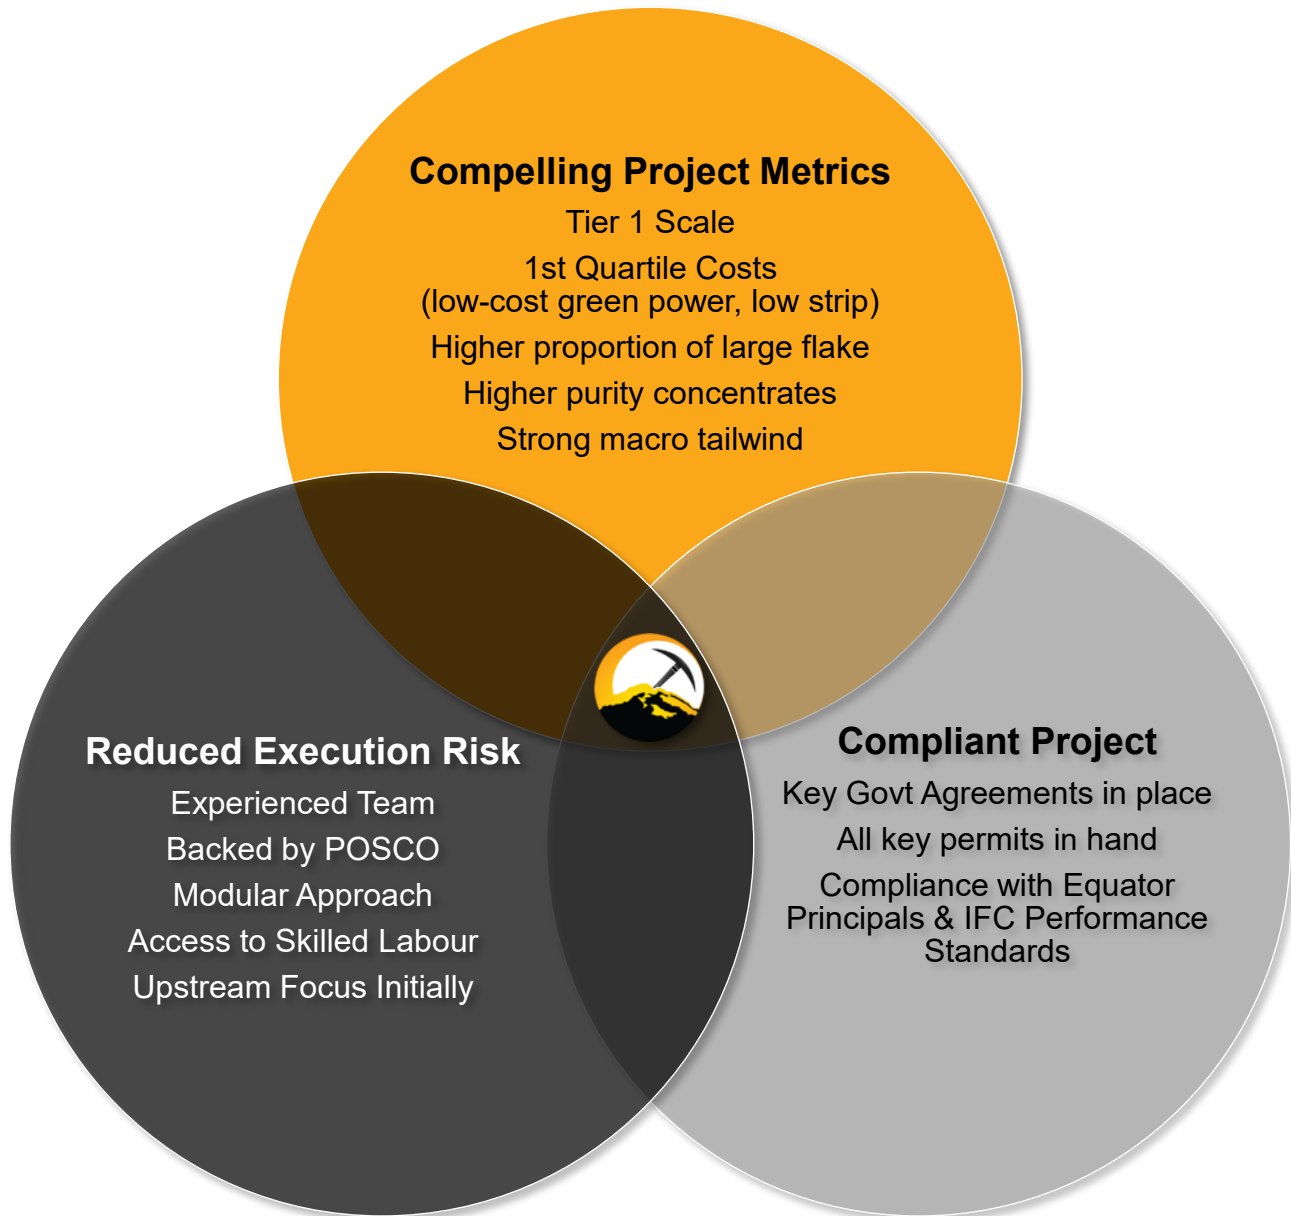 Compelling Project Metrics
Tier 1 Scale
1st Quartile Costs
(low-cost green power, low strip)
Higher proportion of large flake
Higher purity concentrates
Strong macro tailwind
Reduced Execution Risk
Experienced Team
Backed by POSCO
Modular Approach
Access to Skilled Labour
Upstream Focus Initially
Compliant Project
Key Govt Agreements in place
All key permits in hand
Compliance with Equator
Principals & IFC Performance
Standards